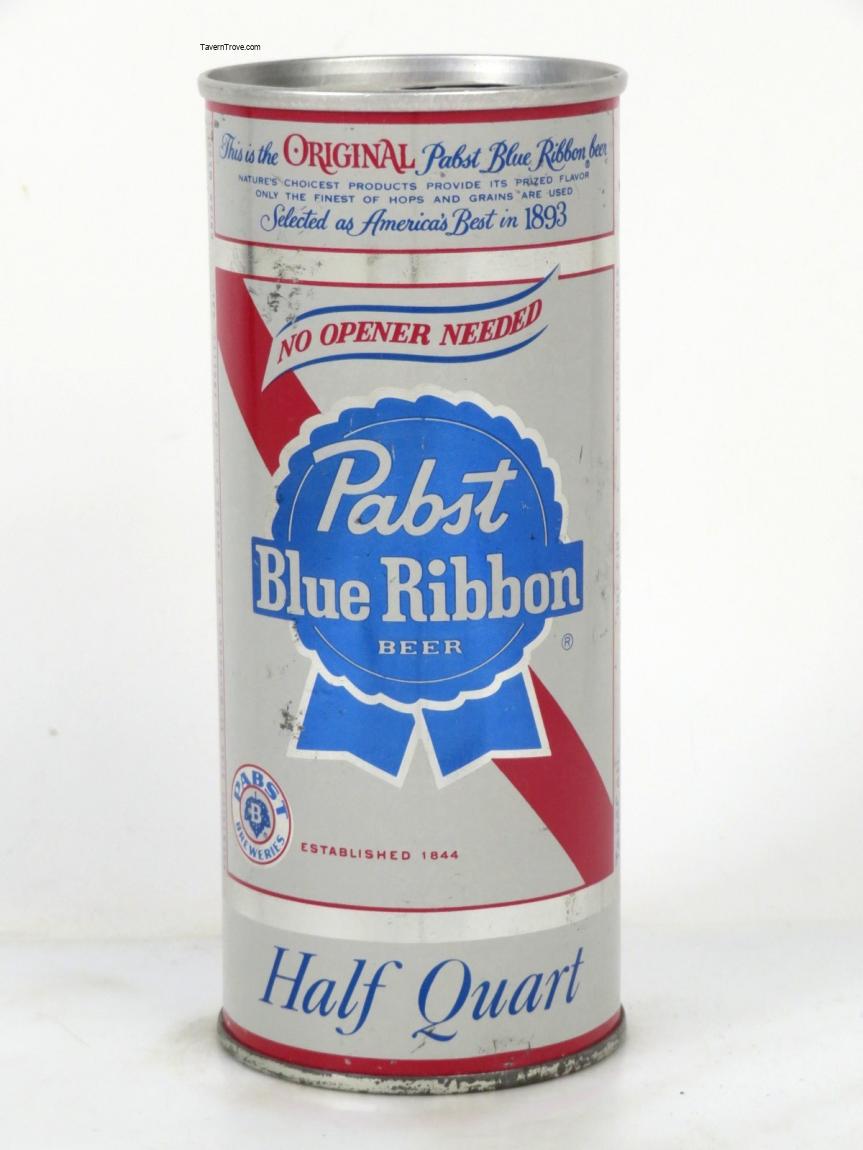 TavernTrove.com
This is the ORIGINAL Pabst Blue Ribbon® beer
NATURE'S CHOICEST PRODUCTS PROVIDE ITS PRIZED FLAVOR
ONLY THE FINEST OF HOPS AND GRAINS ARE USED
Selected as America's Best in 1893
NO OPENER NEEDED
Pabst
Blue Ribbon
BEER
®
PABST
B
BREWERIES
ESTABLISHED 1844
Half Quart